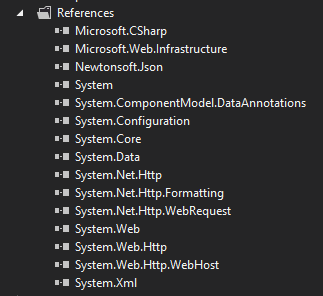 References
Microsoft.CSharp
Microsoft.Web.Infrastructure
Newtonsoft.Json
System
System.ComponentModel.DataAnnotations
System.Configuration
System.Core
System.Data
System.Net.Http
System.Net.Http.Formatting
System.Net.Http.WebRequest
System.Web
System.Web.Http
System.Web.Http.WebHost
System.Xml